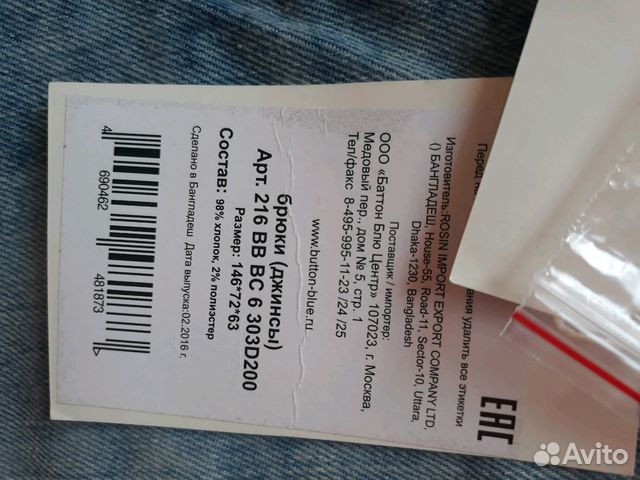 Перед
ания удалить все этикетки
Изготовитель:ROSIN IMPORT EXPORT COMPANY LTD,
() БАНГЛАДЕШ, House-55, Road-11, Sector-10, Uttara,
Dhaka-1230, Bangladesh
EAC
Поставщик / импортер:
ООО «Баттон Блю Центр» 107023, г. Москва,
Медовый пер., дом № 5, стр. 1
Тел/факс 8-495-995-11-23 /24 /25
www.button-blue.ru
брюки (джинсы)
Арт. 216 BB BC 6 303D200
Размер: 146*72*63
Состав: 98% хлопок, 2% полиэстер
Сделано в Бангладеш Дата выпуска:02.2016 г.
4 690462 481873
Avito